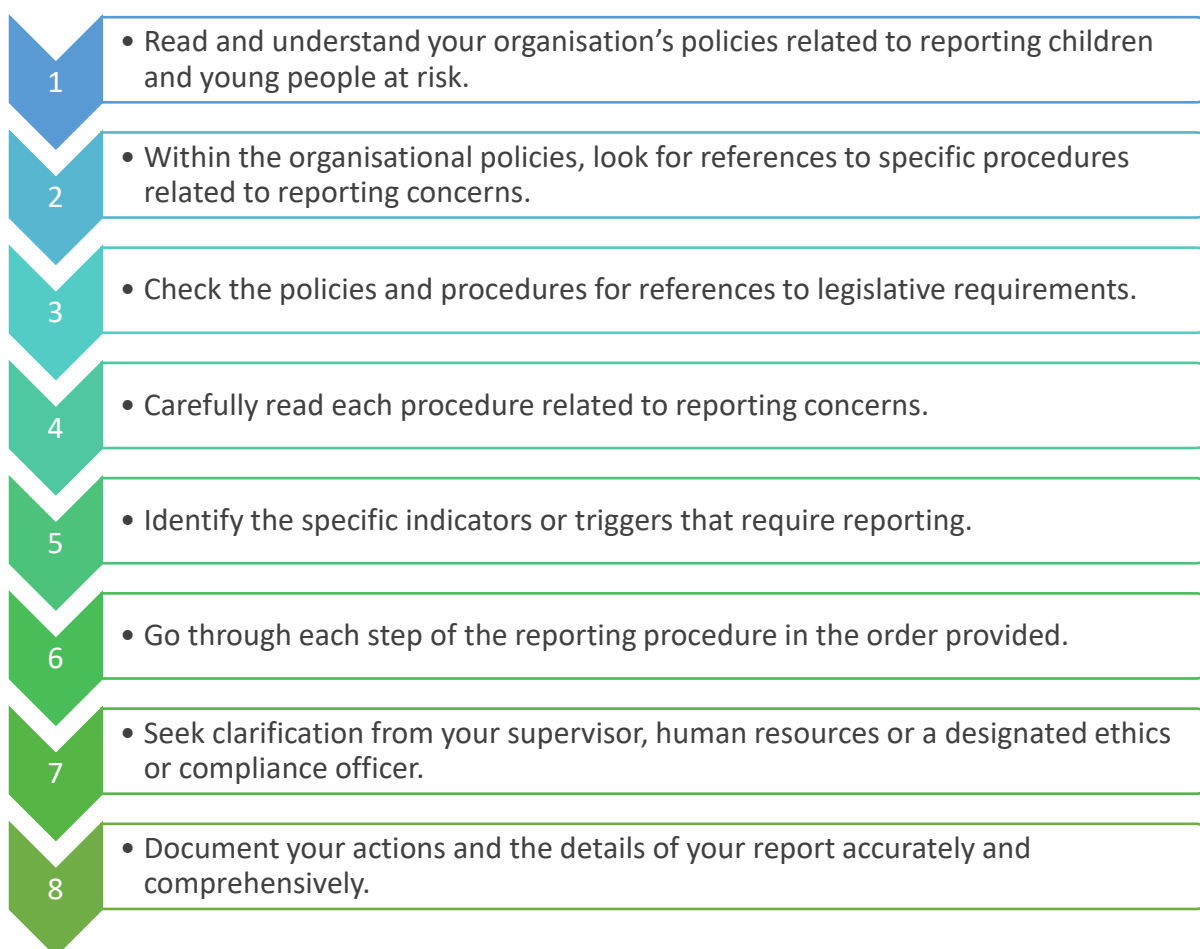 1
• Read and understand your organisation’s policies related to reporting children
and young people at risk.
2
• Within the organisational policies, look for references to specific procedures
related to reporting concerns.
3
• Check the policies and procedures for references to legislative requirements.
4
• Carefully read each procedure related to reporting concerns.
5
• Identify the specific indicators or triggers that require reporting.
6
• Go through each step of the reporting procedure in the order provided.
7
• Seek clarification from your supervisor, human resources or a designated ethics
or compliance officer.
8
• Document your actions and the details of your report accurately and
comprehensively.